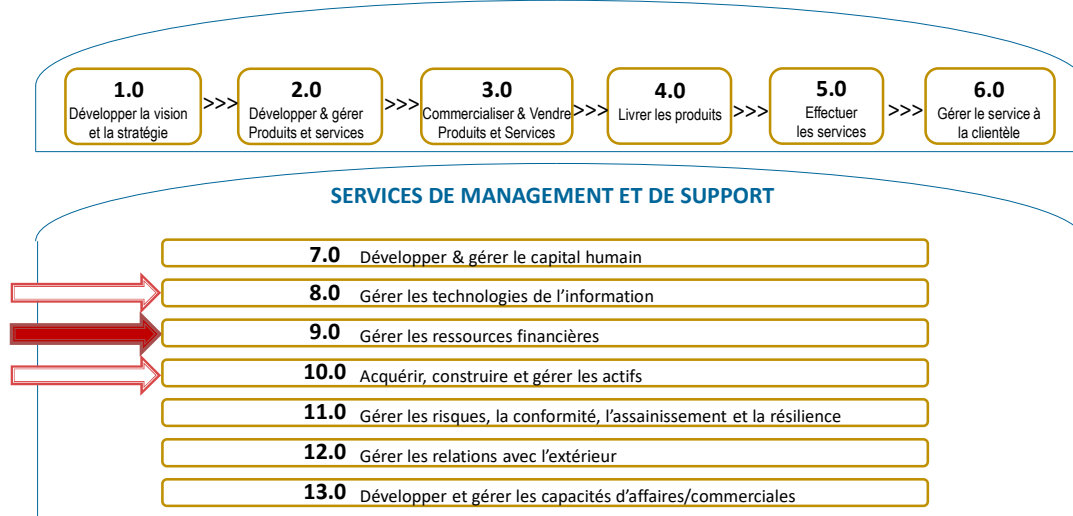 1.0
Développer la vision
et la stratégie
>>>
2.0
Développer & gérer
Produits et services
>>>
3.0
Commercialiser & Vendre
Produits et Services
>>>
4.0
Livrer les produits
>>>
5.0
Effectuer
les services
>>>
6.0
Gérer le service à
la clientèle
SERVICES DE MANAGEMENT ET DE SUPPORT
7.0 Développer & gérer le capital humain
8.0 Gérer les technologies de l’information
9.0 Gérer les ressources financières
10.0 Acquérir, construire et gérer les actifs
11.0 Gérer les risques, la conformité, l’assainissement et la résilience
12.0 Gérer les relations avec l’extérieur
13.0 Développer et gérer les capacités d’affaires/commerciales